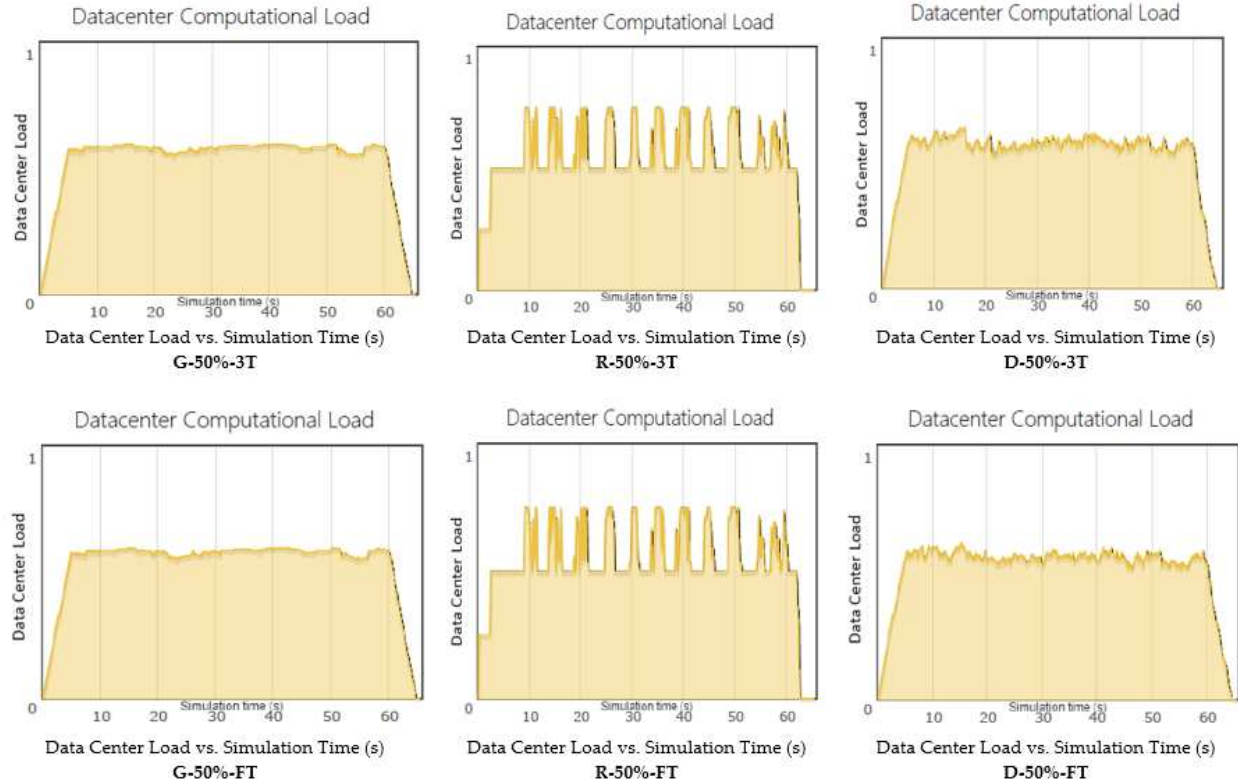 Datacenter Computational Load
1
Data Center Load
0
10 20 30 40 50 60
Simulation time (s)
Data Center Load vs. Simulation Time (s)
G-50%-3T
Datacenter Computational Load
1
Data Center Load
0
10 20 30 40 50 60
Simulation time (s)
Data Center Load vs. Simulation Time (s)
R-50%-3T
Datacenter Computational Load
1
Data Center Load
0
10 20 30 40 50 60
Simulation time (s)
Data Center Load vs. Simulation Time (s)
D-50%-3T
Datacenter Computational Load
1
Data Center Load
0
10 20 30 40 50 60
Simulation time (s)
Data Center Load vs. Simulation Time (s)
G-50%-FT
Datacenter Computational Load
1
Data Center Load
0
10 20 30 40 50 60
Simulation time (s)
Data Center Load vs. Simulation Time (s)
R-50%-FT
Datacenter Computational Load
1
Data Center Load
0
10 20 30 40 50 60
Simulation time (s)
Data Center Load vs. Simulation Time (s)
D-50%-FT